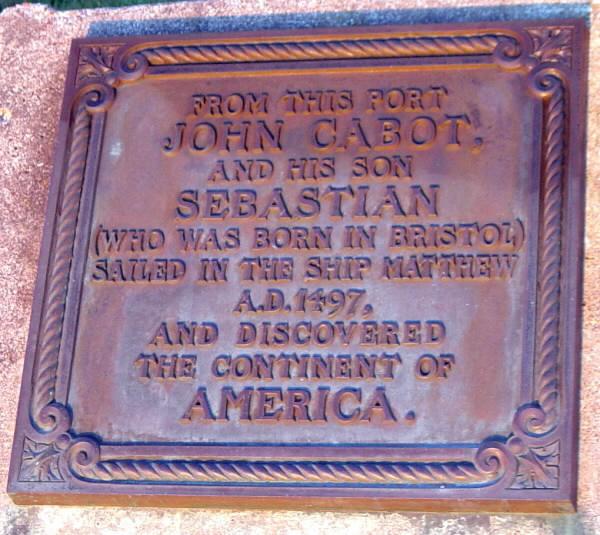 FROM THIS PORT
JOHN CABOT,
AND HIS SON
SEBASTIAN
(WHO WAS BORN IN BRISTOL)
SAILED IN THE SHIP MATTHEW
A.D. 1497,
AND DISCOVERED
THE CONTINENT OF
AMERICA.